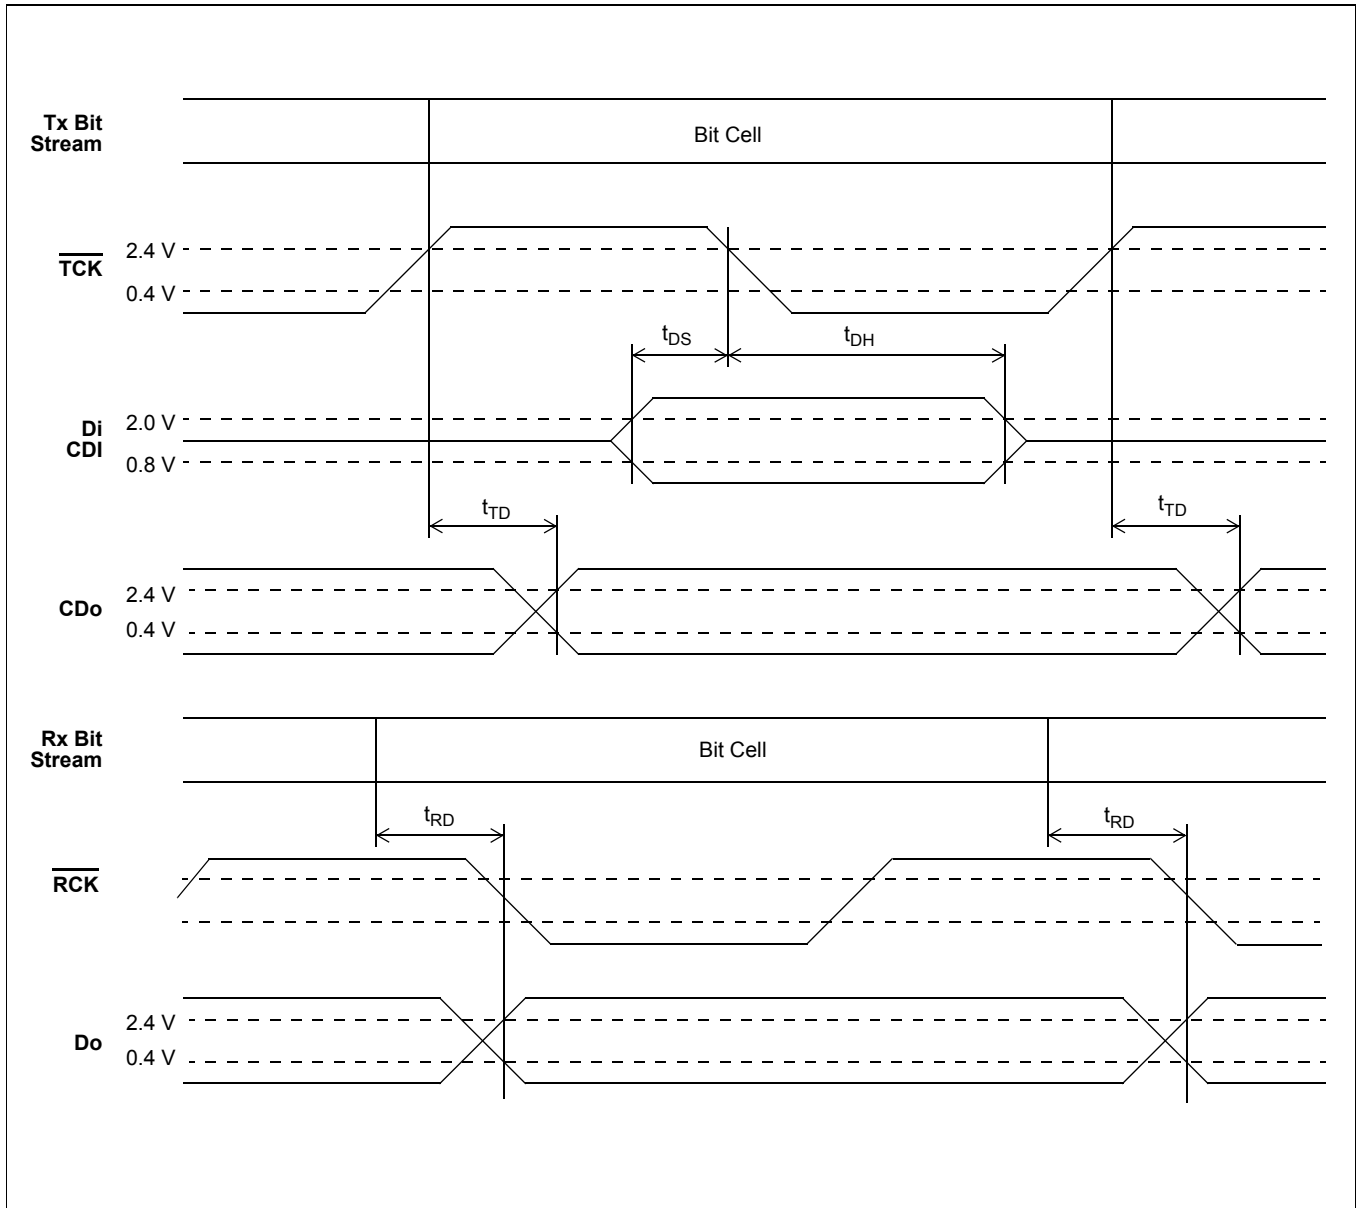 Tx Bit
Stream
Bit Cell
TCK
2.4 V
0.4 V
tDS
tDH
Di
CDI
2.0 V
0.8 V
tTD
tTD
CDo
2.4 V
0.4 V
Rx Bit
Stream
Bit Cell
tRD
tRD
RCK
Do
2.4 V
0.4 V